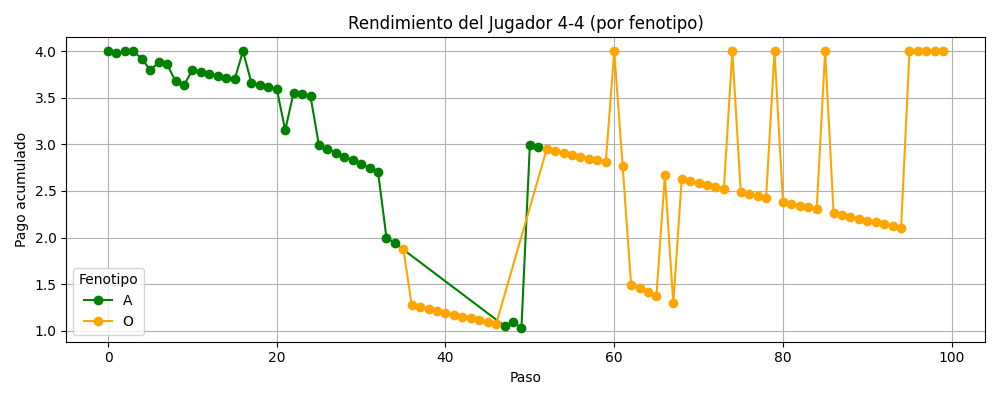 Rendimiento del Jugador 4-4 (por fenotipo)
Pago acumulado
4.0
3.5
3.0
2.5
2.0
1.5
1.0
Fenotipo
A
O
0 20 40 60 80 100
Paso